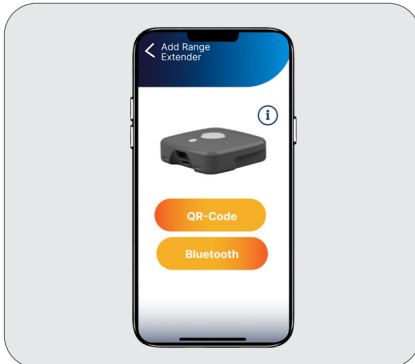 Add Range
Extender
i
QR-Code
Bluetooth